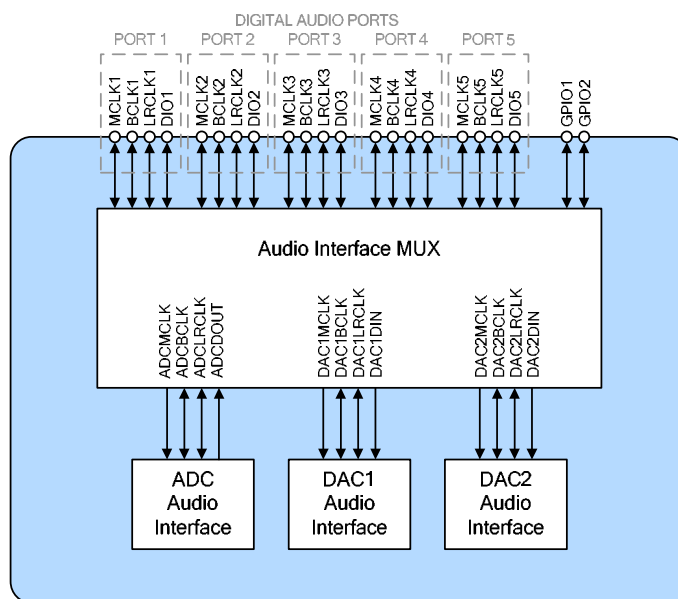 DIGITAL AUDIO PORTS
PORT 1
PORT 2
PORT 3
PORT 4
PORT 5
MCLK1
BCLK1
LRCLK1
DIO1
MCLK2
BCLK2
LRCLK2
DIO2
MCLK3
BCLK3
LRCLK3
DIO3
MCLK4
BCLK4
LRCLK4
DIO4
MCLK5
BCLK5
LRCLK5
DIO5
GPIO1
GPIO2
Audio Interface MUX
ADCMCLK
ADCBCLK
ADCLRCLK
ADCDOUT
DAC1MCLK
DAC1BCLK
DAC1LRCLK
DAC1DIN
DAC2MCLK
DAC2BCLK
DAC2LRCLK
DAC2DIN
ADC
Audio
Interface
DAC1
Audio
Interface
DAC2
Audio
Interface